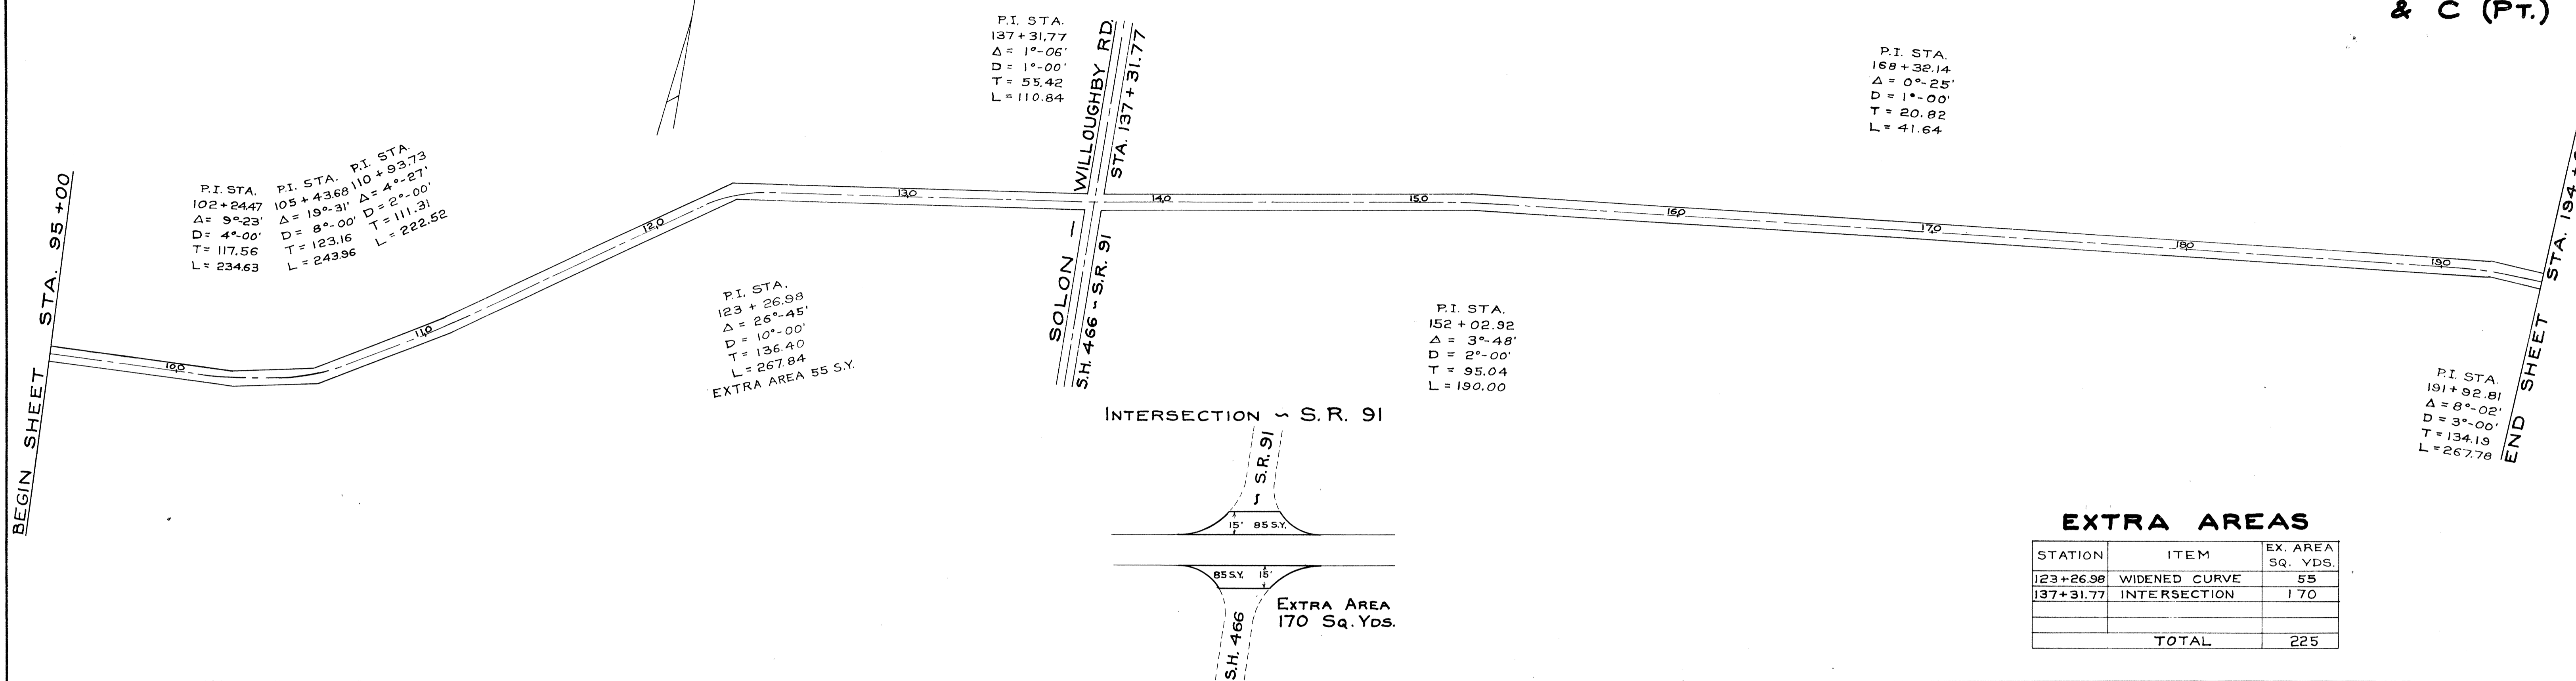 & C (PT.)
BEGIN SHEET STA. 95+00
P.I. STA.
102+24.47
Δ= 9°-23'
D= 4°-00'
T= 117.56
L= 234.63
P.I. STA.
105+43.68
Δ= 19°-31'
D= 8°-00'
T= 123.16
L= 243.96
P.I. STA.
110+93.73
Δ= 4°-27'
D= 2°-00'
T= 111.31
L= 222.52
P.I. STA.
123 + 26.98
Δ = 26°-45'
D = 10°-00'
T = 136.40
L = 267.84
EXTRA AREA 55 S.Y.
P.I. STA.
137+31.77
Δ = 1°-06'
D = 1°-00'
T = 55.42
L = 110.84
SOLON — WILLOUGHBY RD.
STA. 137+31.77
S.H. 466 ~ S.R. 91
P.I. STA.
152 + 02.92
Δ = 3°-48'
D = 2°-00'
T = 95.04
L = 190.00
P.I. STA.
168+32.14
Δ = 0°-25'
D = 1°-00'
T = 20.82
L = 41.64
P.I. STA.
191+92.81
Δ = 8°-02'
D = 3°-00'
T = 134.19
L = 267.78
END SHEET STA. 194+
100
110
120
130
140
150
160
170
180
190
INTERSECTION ~ S.R. 91
~ S.R. 91
15' 85 S.Y.
85 S.Y. 15'
S.H. 466
EXTRA AREA
170 SQ. YDS.
EXTRA AREAS
STATION ITEM EX. AREA SQ. YDS.
123+26.98 WIDENED CURVE 55
137+31.77 INTERSECTION 170
TOTAL 225